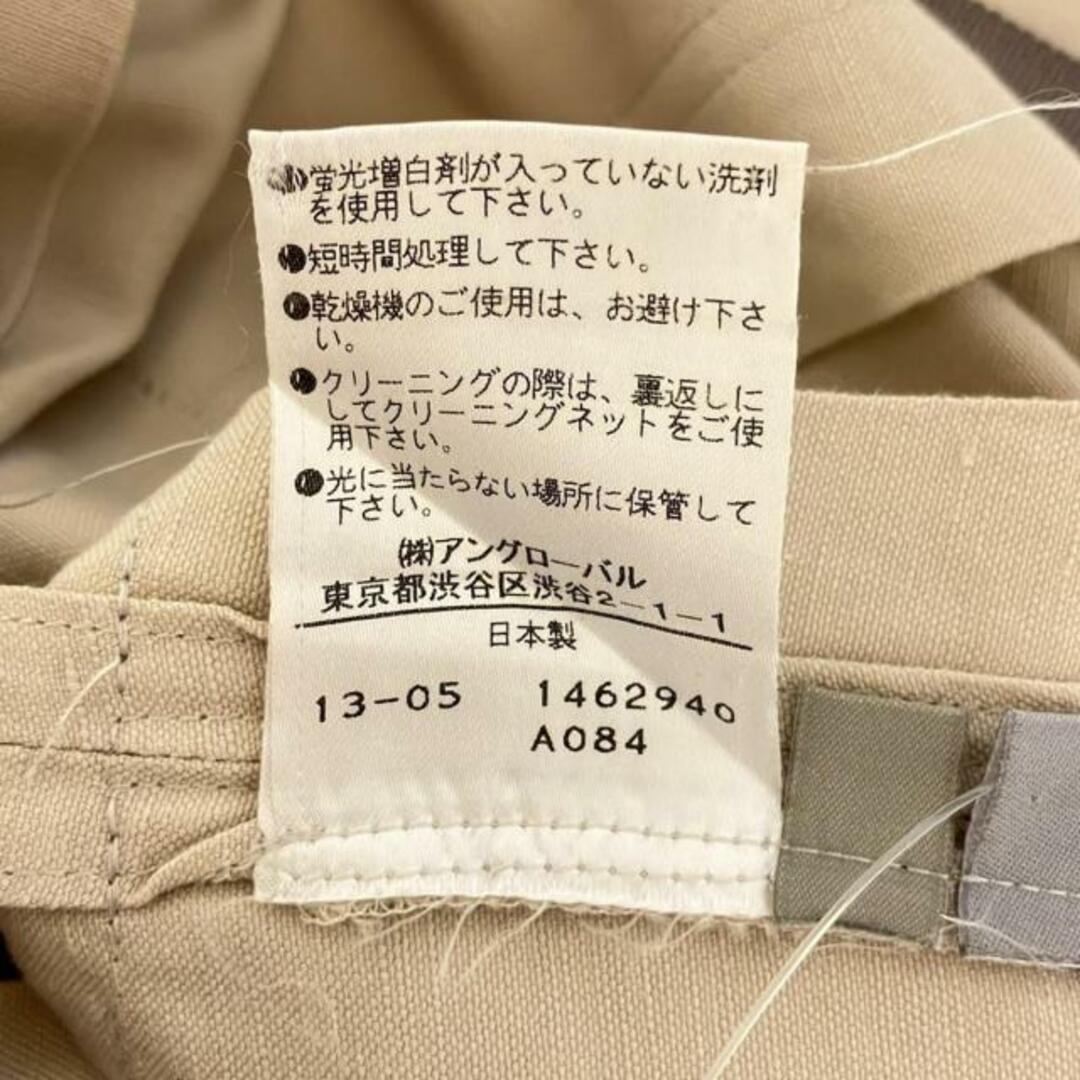 ●蛍光増白剤が入っていない洗剤
を使用して下さい。
●短時間処理して下さい。
●乾燥機のご使用は、お避け下さ
い。
●クリーニングの際は、裏返しに
してクリーニングネットをご使
用下さい。
●光に当たらない場所に保管して
下さい。
㈱アングローバル
東京都渋谷区渋谷2-1-1
日本製
13-05 1462940
A084